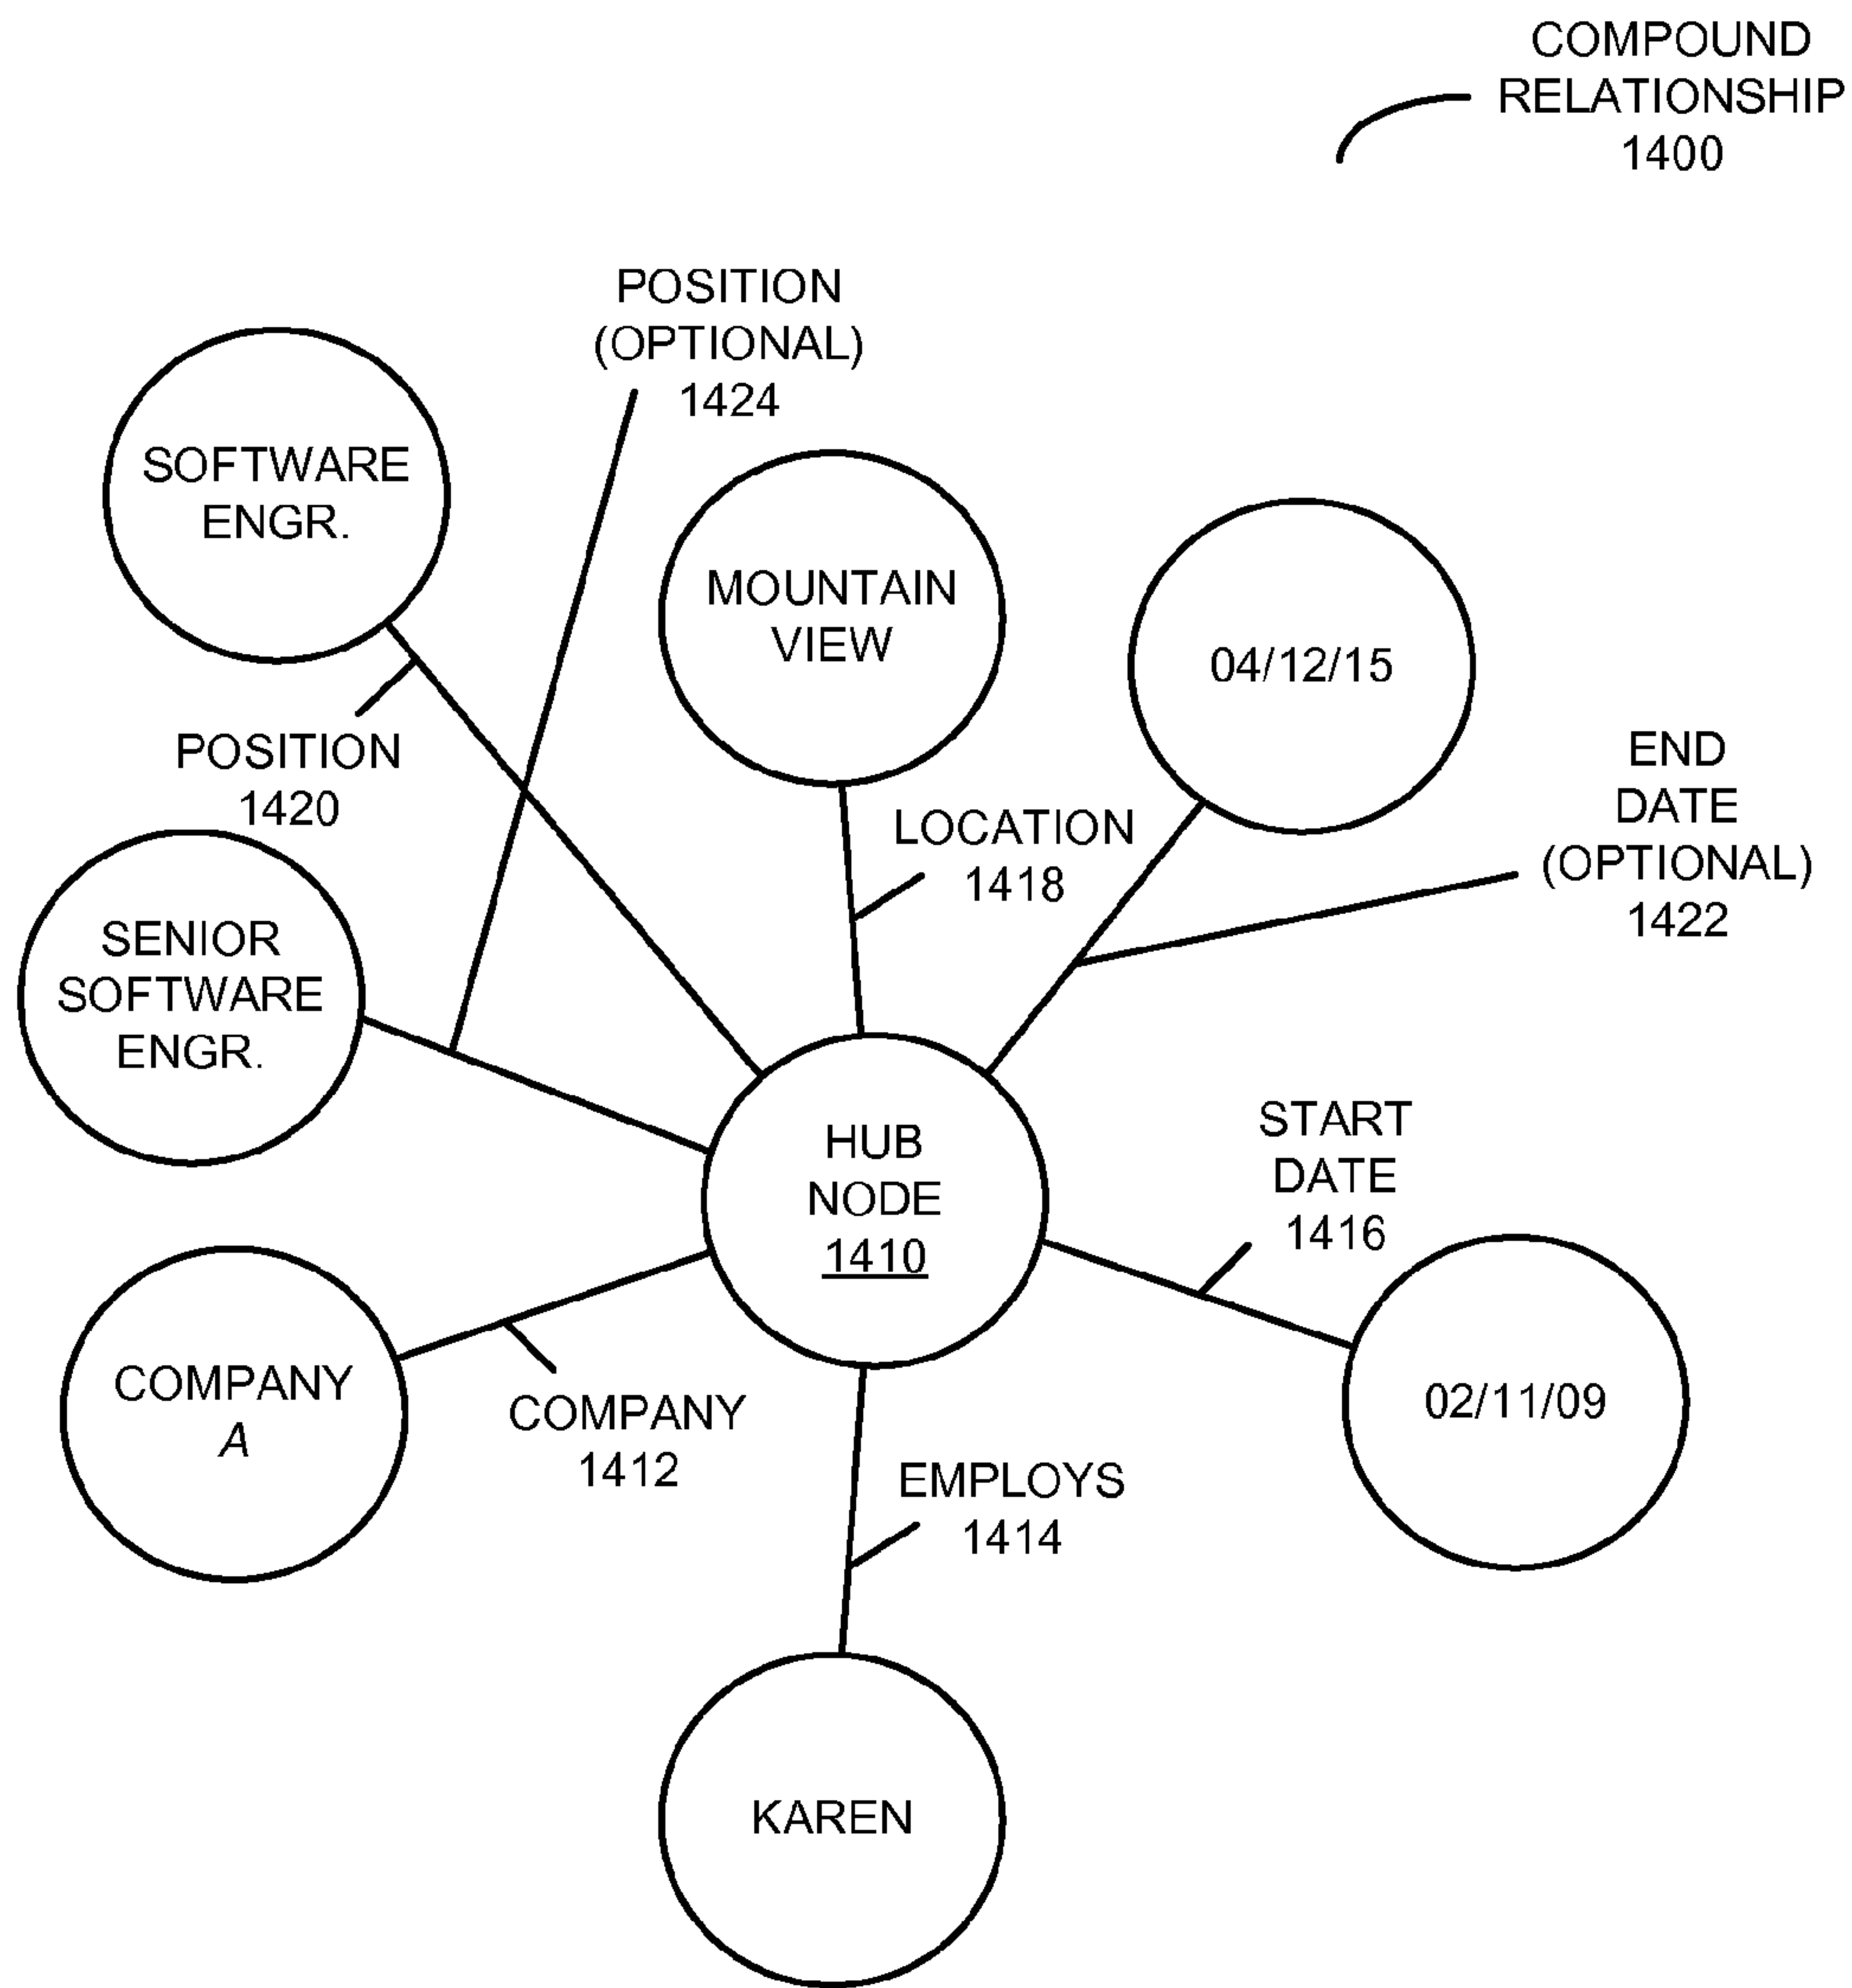 COMPOUND
RELATIONSHIP
1400
POSITION
(OPTIONAL)
1424
SOFTWARE
ENGR.
MOUNTAIN
VIEW
04/12/15
POSITION
1420
LOCATION
1418
END
DATE
(OPTIONAL)
1422
SENIOR
SOFTWARE
ENGR.
HUB
NODE
1410
START
DATE
1416
COMPANY
A
COMPANY
1412
02/11/09
EMPLOYS
1414
KAREN